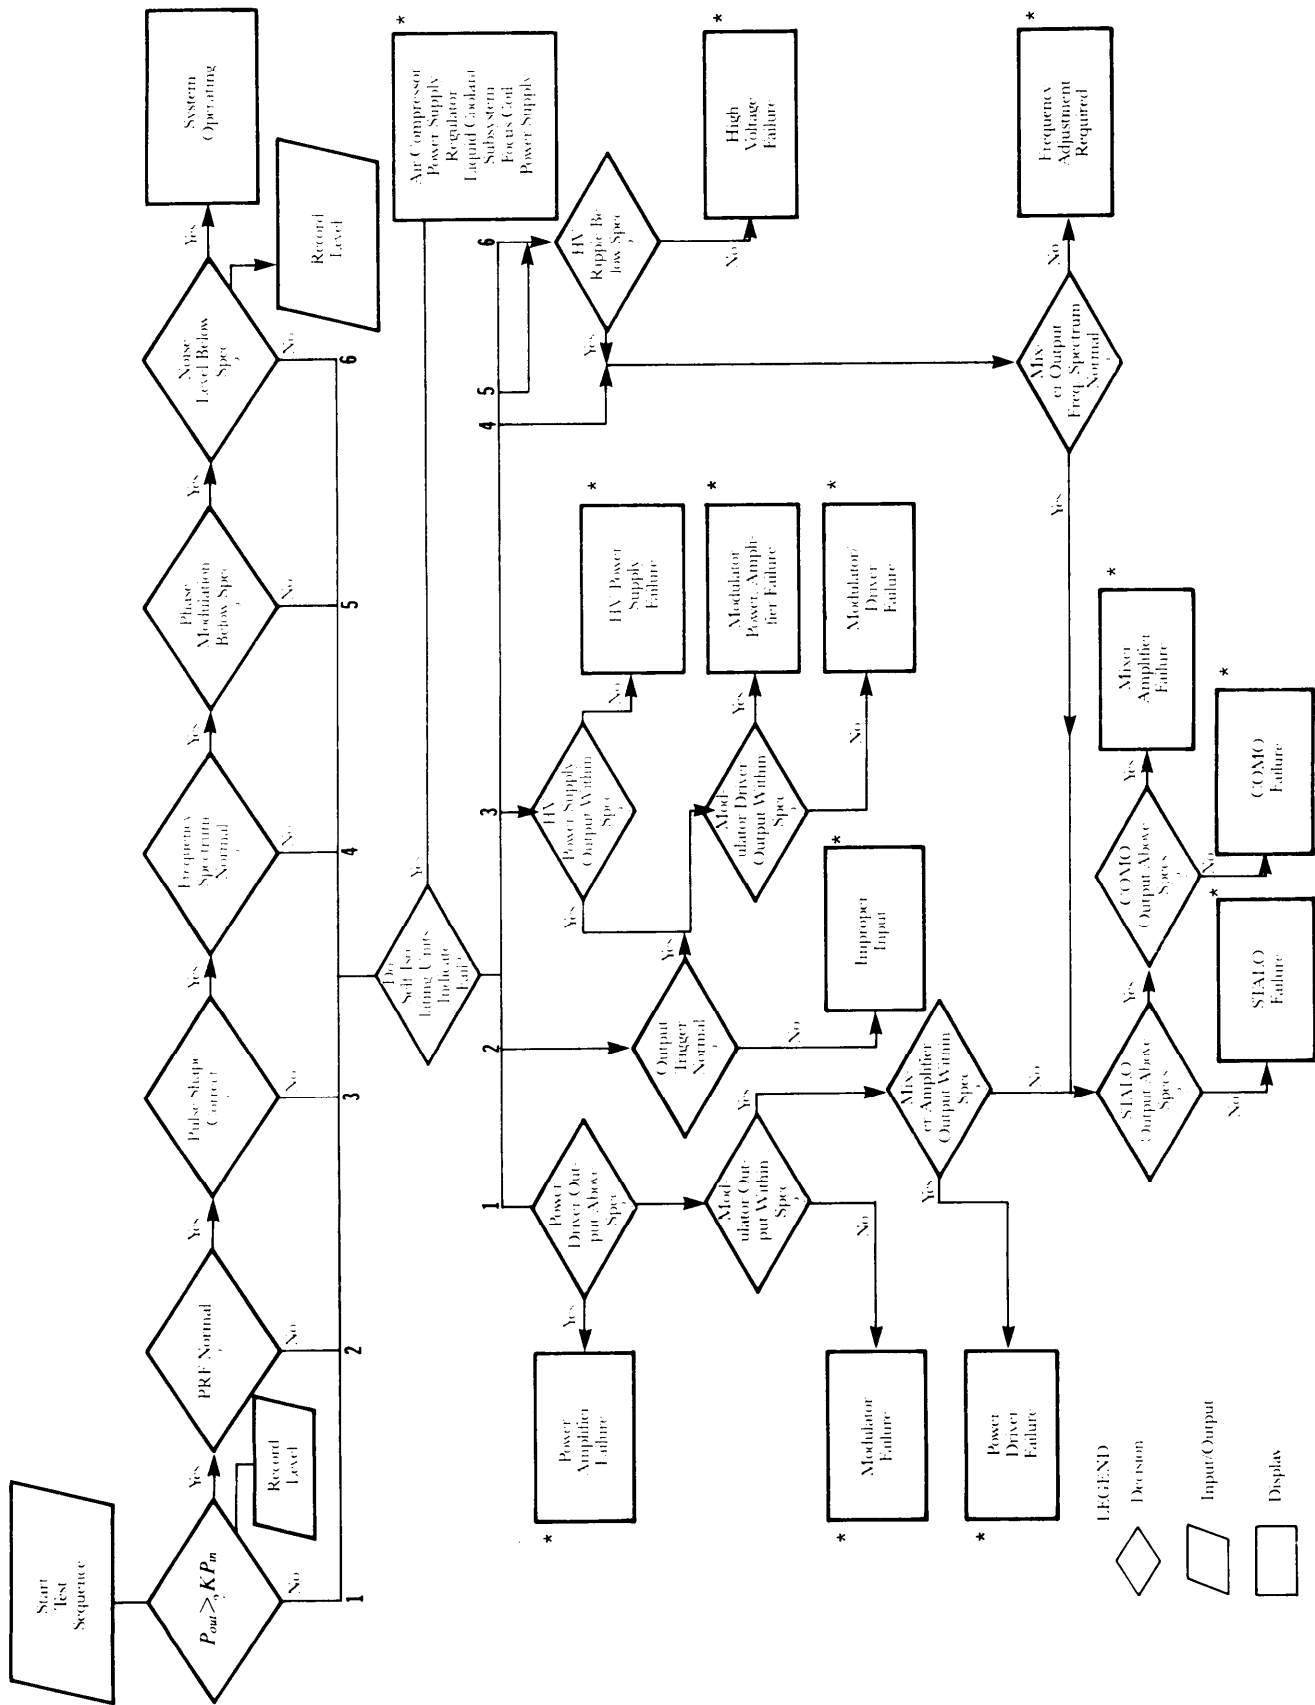 Start
Test
Sequence
P_out > KP_in
Yes
No
1
Record
Level
PRF Normal
Yes
No
2
Pulse Shape
Correct
Yes
No
3
Frequency
Spectrum
Normal
Yes
No
4
Phase
Modulation
Below Spec
Yes
No
5
Noise
Level Below
Spec
Yes
No
6
System
Operating
Record
Level
Do
Self Iso
lating Units
Indicate
Fail?
Yes
*
Air Compressor
Power Supply
Regulator
Liquid Coolant
Subsystem
Focus Coil
Power Supply
1
2
3
4
5
6
Power
Driver Out-
put Above
Spec
Yes
*
Power
Amplifier
Failure
Mod-
ulator Out-
put Within
Spec
Yes
No
*
Modulator
Failure
Mix-
er Amplifier
Output Within
Spec
Yes
No
*
Power
Driver
Failure
Output
Trigger
Normal
Yes
No
*
Improper
Input
HV
Power Supply
Output Within
Spec
Yes
No
*
HV Power
Supply
Failure
Mod-
ulator Driver
Output Within
Spec
Yes
No
*
Modulator
Power Ampli-
fier Failure
*
Modulator/
Driver
Failure
HV
Ripple Be
low Spec
Yes
No
*
High
Voltage
Failure
Mix-
er Output
Freq. Spectrum
Normal
Yes
No
*
Frequency
Adjustment
Required
STALO
Output Above
Specs
Yes
No
*
STALO
Failure
COMO
Output Above
Specs
Yes
No
*
Mixer
Amplifier
Failure
*
COMO
Failure
LEGEND
Decision
Input/Output
Display